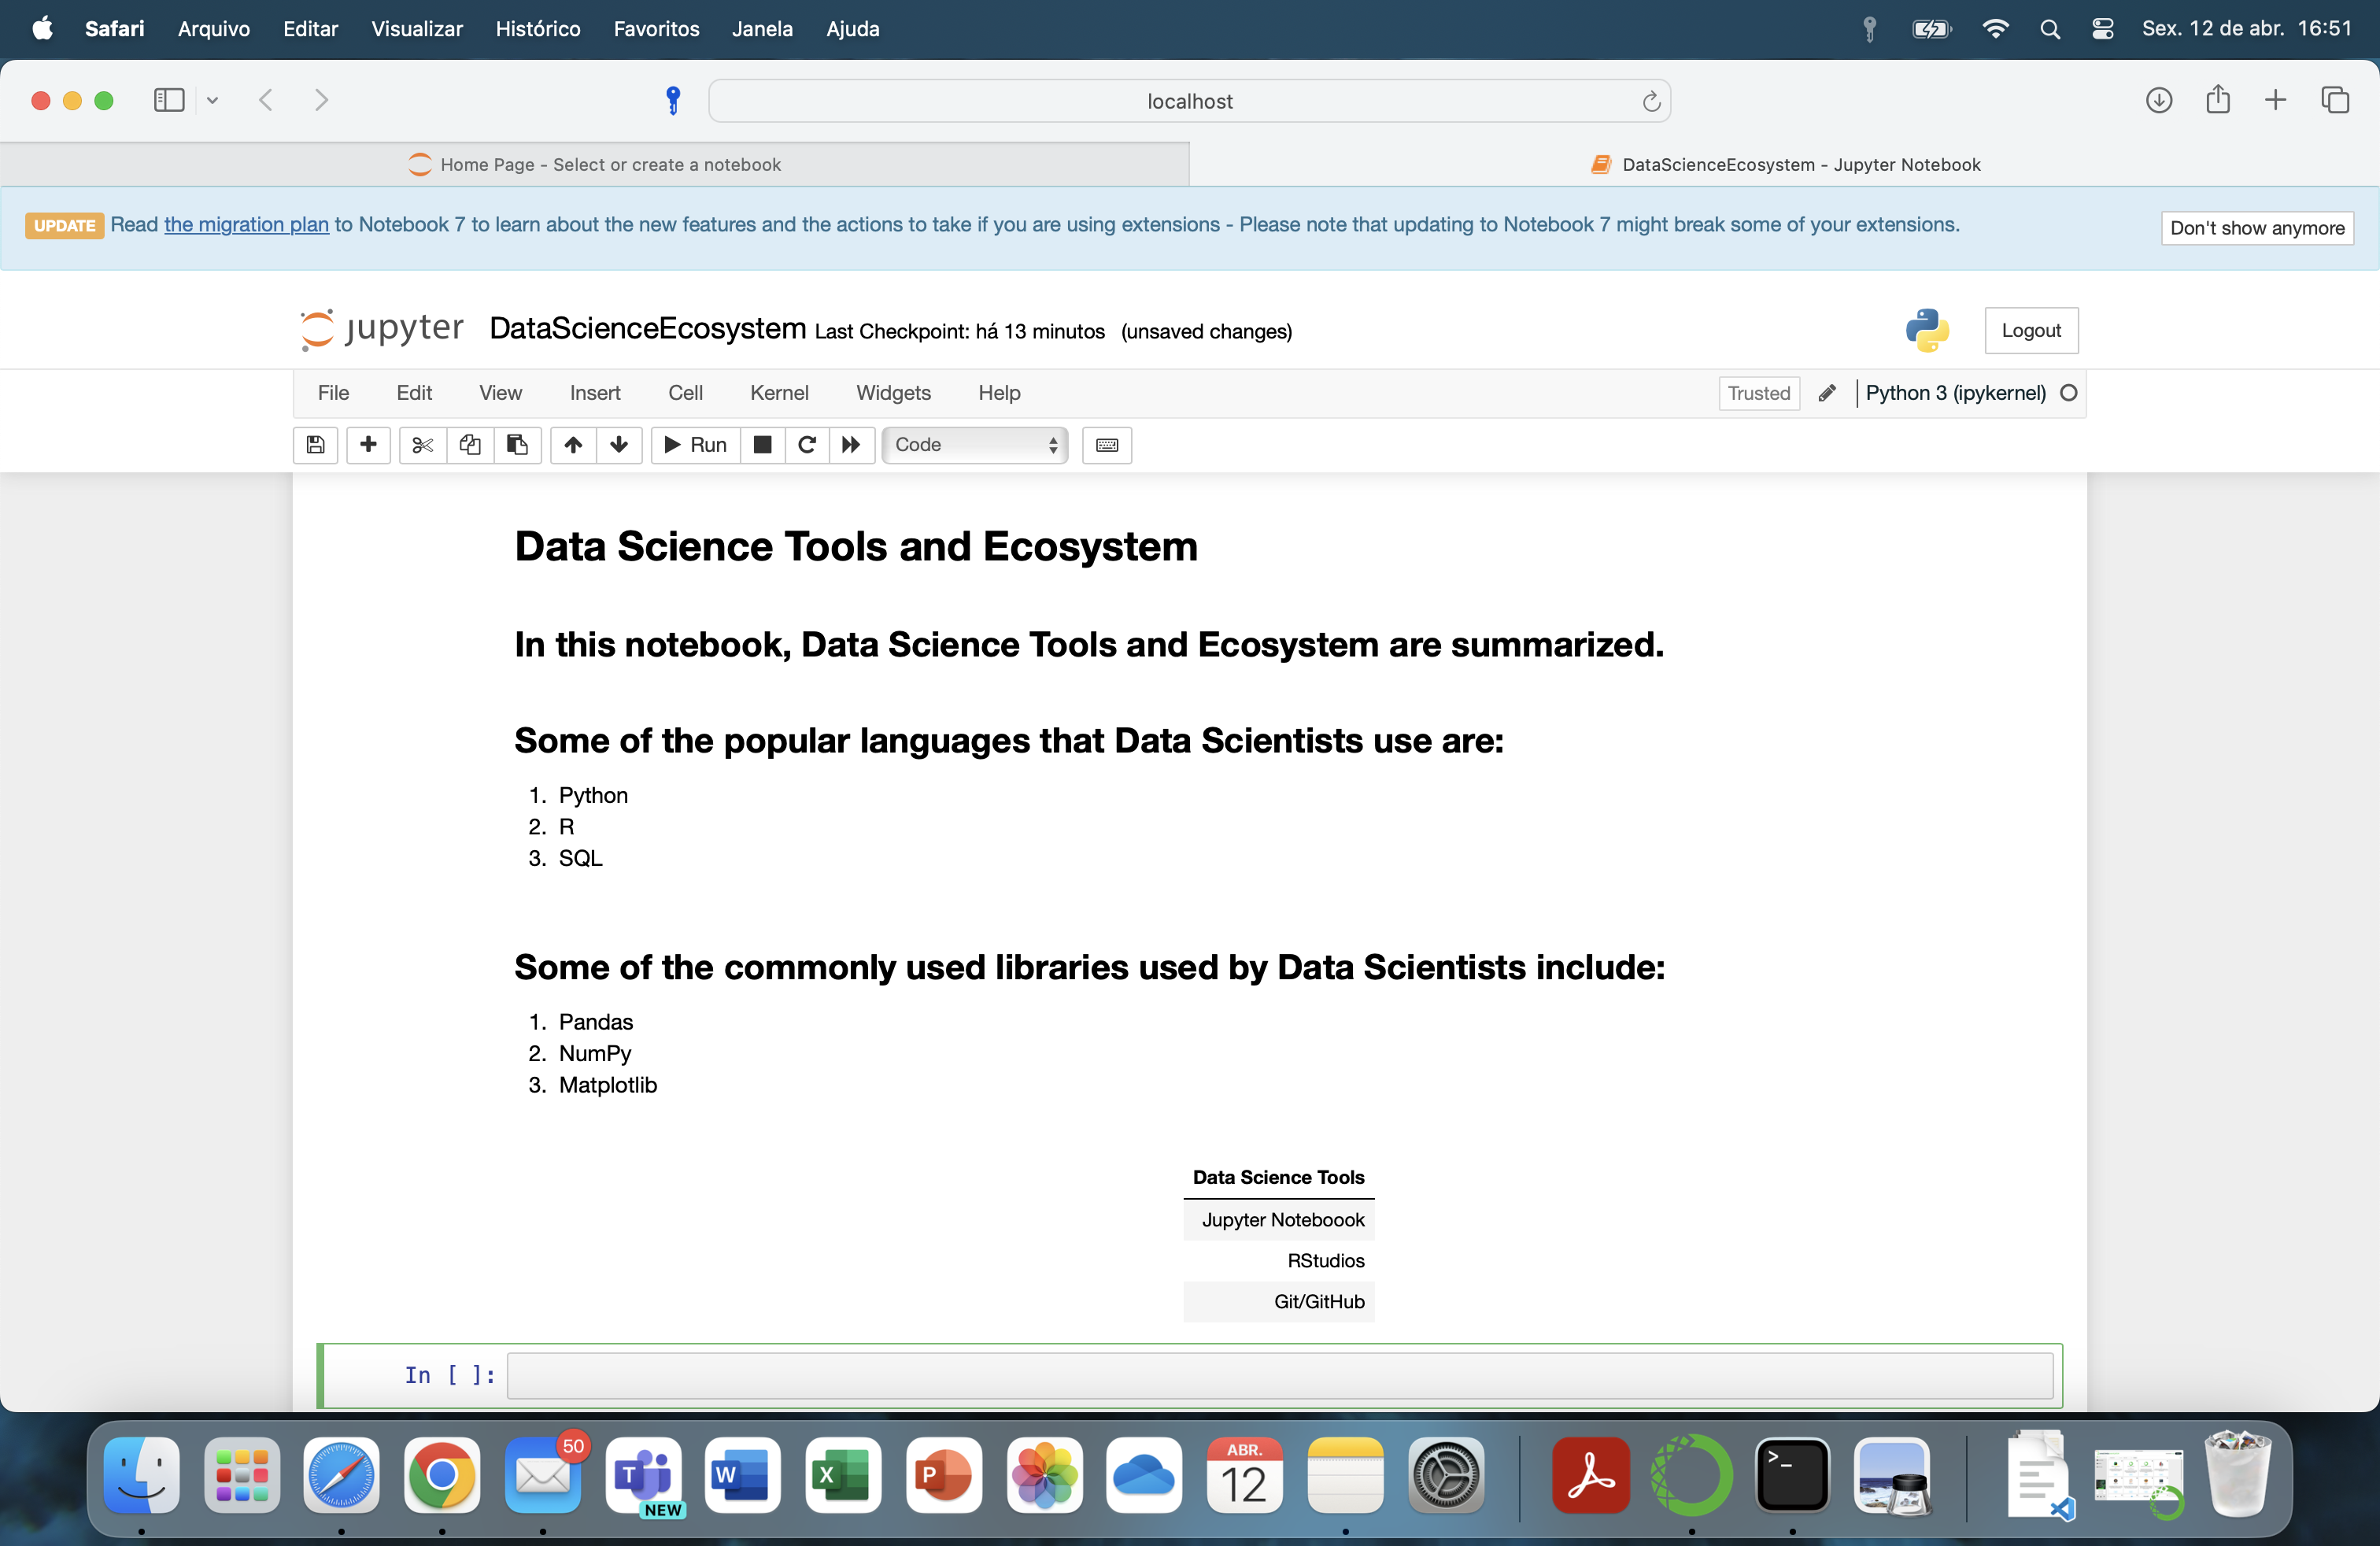 Safari Arquivo Editar Visualizar Histórico Favoritos Janela Ajuda Sex. 12 de abr. 16:51
localhost
Home Page - Select or create a notebook DataScienceEcosystem - Jupyter Notebook
UPDATE Read the migration plan to Notebook 7 to learn about the new features and the actions to take if you are using extensions - Please note that updating to Notebook 7 might break some of your extensions. Don't show anymore
jupyter DataScienceEcosystem Last Checkpoint: há 13 minutos (unsaved changes) Logout
File Edit View Insert Cell Kernel Widgets Help Trusted Python 3 (ipykernel)
Run Code
Data Science Tools and Ecosystem
In this notebook, Data Science Tools and Ecosystem are summarized.
Some of the popular languages that Data Scientists use are:
1. Python
2. R
3. SQL
Some of the commonly used libraries used by Data Scientists include:
1. Pandas
2. NumPy
3. Matplotlib
Data Science Tools
Jupyter Noteboook
RStudios
Git/GitHub
In [ ]:
50 T NEW W X P ABR. 12 >_